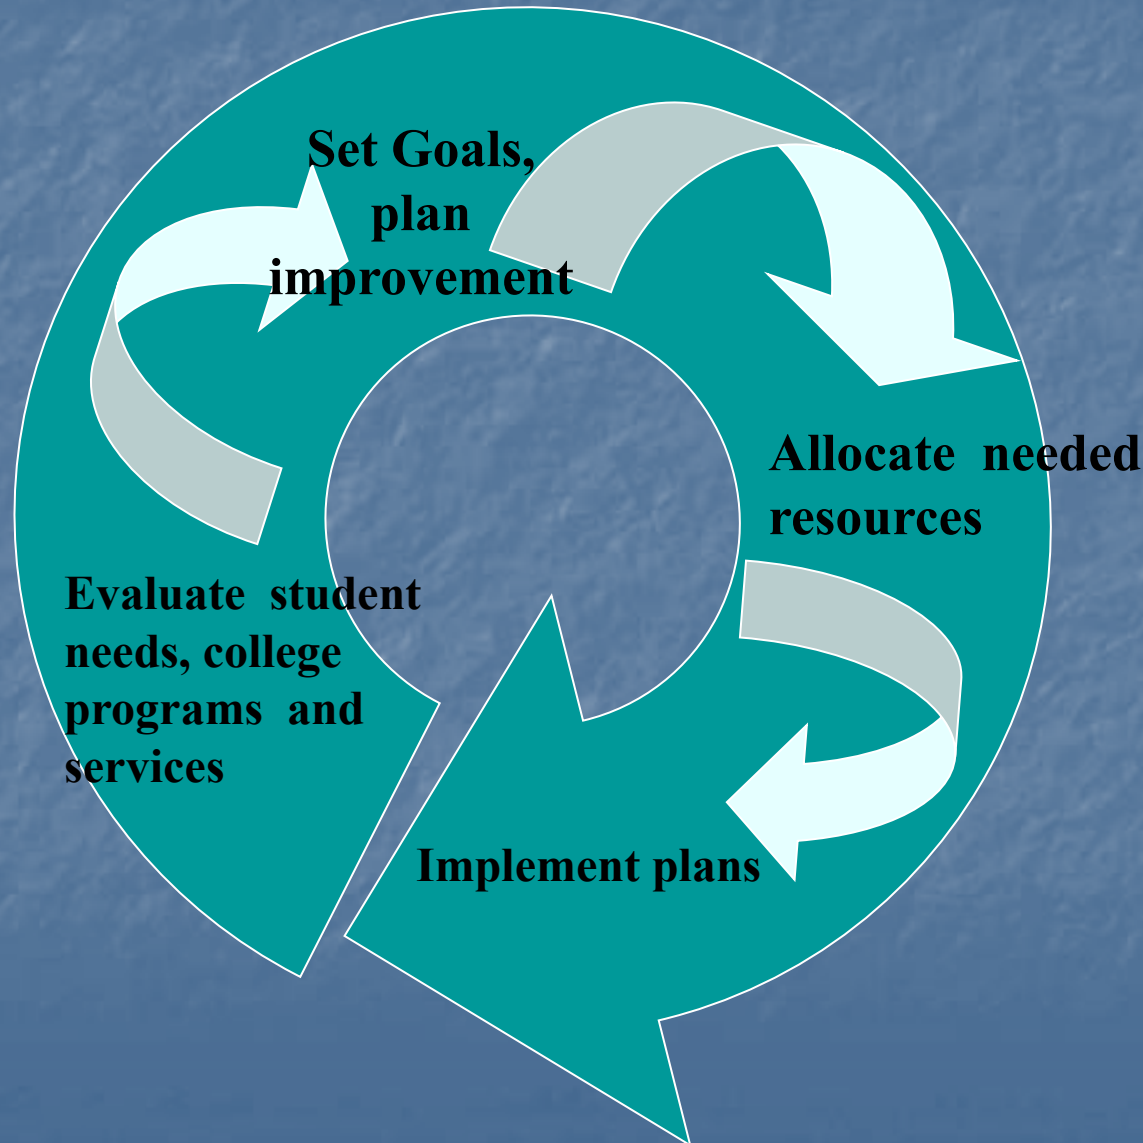 Set Goals,
plan
improvement
Allocate needed
resources
Evaluate student
needs, college
programs and
services
Implement plans